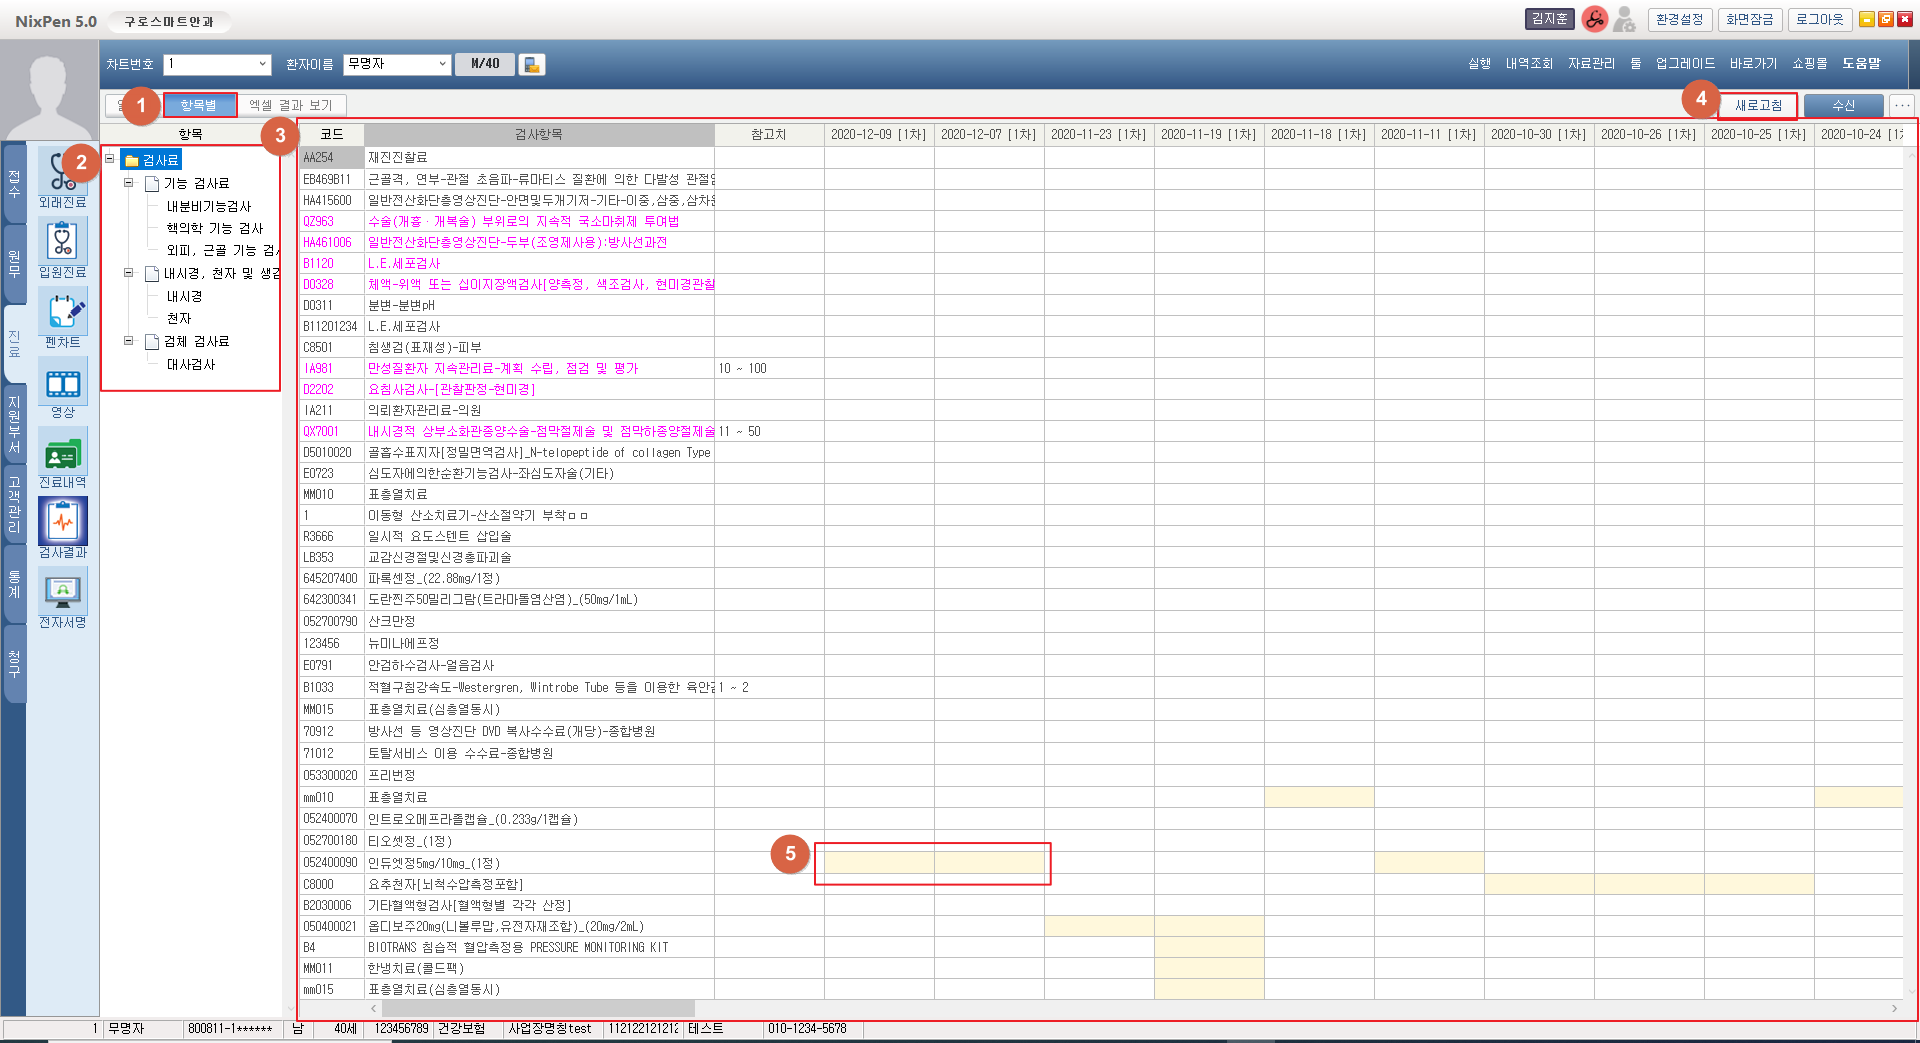 NixPen 5.0 구로스마트안과 김지훈 환경설정 화면잠금 로그아웃
차트번호 1 환자이름 무명자 M/40 실행 내역조회 자료관리 툴 업그레이드 바로가기 쇼핑몰 도움말
1 항목별 엑셀 결과 보기 4 새로고침 수신 ...
접수
원무
진료
지원부서
고객관리
통계
청구
외래진료
입원진료
펜차트
영상
진료내역
검사결과
전자서명
항목
2 검사료
기능 검사료
내분비기능검사
핵의학 기능 검사
외피, 근골 기능 검사
내시경, 천자 및 생검
내시경
천자
검체 검사료
대사검사
3 코드 검사항목 참고치 2020-12-09 [1차] 2020-12-07 [1차] 2020-11-23 [1차] 2020-11-19 [1차] 2020-11-18 [1차] 2020-11-11 [1차] 2020-10-30 [1차] 2020-10-26 [1차] 2020-10-25 [1차] 2020-10-24 [1차
AA254 재진진찰료
EB469B11 근골격, 연부-관절 초음파-류마티스 질환에 의한 다발성 관절염
HA415600 일반전산화단층영상진단-안면및두개기저-기타-이중,삼중,삼차원
QZ963 수술(개흉·개복술) 부위로의 지속적 국소마취제 투여법
HA461006 일반전산화단층영상진단-두부(조영제사용):방사선과전
B1120 L.E.세포검사
D0328 체액-위액 또는 십이지장액검사[양측정, 색조검사, 현미경관찰
D0311 분변-분변pH
B11201234 L.E.세포검사
C8501 침생검(표재성)-피부
IA981 만성질환자 지속관리료-계획 수립, 점검 및 평가 10 ~ 100
D2202 요침사검사-[관찰판정-현미경]
IA211 의뢰환자관리료-의원
QX7001 내시경적 상부소화관종양수술-점막절제술 및 점막하종양절제술 11 ~ 50
D5010020 골흡수표지자[정밀면역검사]_N-telopeptide of collagen Type
E0723 심도자에의한순환기능검사-좌심도자술(기타)
MM010 표층열치료
1 이동형 산소치료기-산소절약기 부착ㅁㅁ
R3666 일시적 요도스텐트 삽입술
LB353 교감신경절및신경총파괴술
645207400 파록센정_(22.88mg/1정)
642300341 도란찐주50밀리그람(트라마돌염산염)_(50mg/1mL)
052700790 산크만정
123456 뉴미나에프정
E0791 안검하수검사-얼음검사
B1033 적혈구침강속도-Westergren, Wintrobe Tube 등을 이용한 육안검 1 ~ 2
MM015 표층열치료(심층열동시)
70912 방사선 등 영상진단 DVD 복사수수료(개당)-종합병원
71012 토탈서비스 이용 수수료-종합병원
053300020 프리번정
mm010 표층열치료
052400070 인트로오메프라졸캡슐_(0.233g/1캡슐)
052700180 티오셋정_(1정)
052400090 인듀엣정5mg/10mg_(1정) 5
C8000 요추천자[뇌척수압측정포함]
B2030006 기타혈액형검사[혈액형별 각각 산정]
050400021 옵디보주20mg(니볼루맙,유전자재조합)_(20mg/2mL)
B4 BIOTRANS 침습적 혈압측정용 PRESSURE MONITORING KIT
MM011 한냉치료(콜드팩)
mm015 표층열치료(심층열동시)
1 무명자 800811-1****** 남 40세 123456789 건강보험 사업장명칭test 112122121212 테스트 010-1234-5678